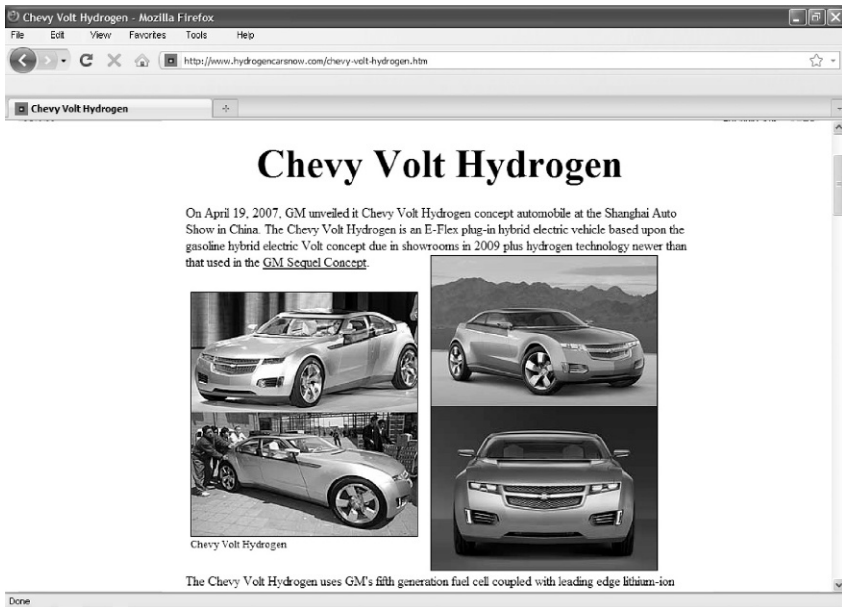 Chevy Volt Hydrogen - Mozilla Firefox
File Edit View Favorites Tools Help
http://www.hydrogencarsnow.com/chevy-volt-hydrogen.htm
Chevy Volt Hydrogen
Chevy Volt Hydrogen
On April 19, 2007, GM unveiled it Chevy Volt Hydrogen concept automobile at the Shanghai Auto
Show in China. The Chevy Volt Hydrogen is an E-Flex plug-in hybrid electric vehicle based upon the
gasoline hybrid electric Volt concept due in showrooms in 2009 plus hydrogen technology newer than
that used in the GM Sequel Concept.
Chevy Volt Hydrogen
The Chevy Volt Hydrogen uses GM's fifth generation fuel cell coupled with leading edge lithium-ion
Done